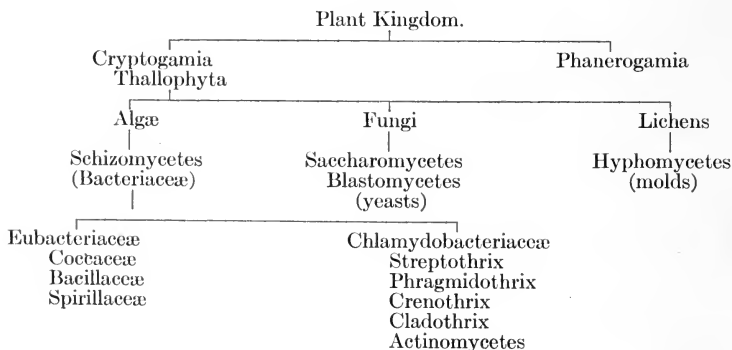 Plant Kingdom.
Cryptogamia
Thallophyta
Phanerogamia
Algæ
Fungi
Lichens
Schizomycetes
(Bacteriaceæ)
Saccharomycetes
Blastomycetes
(yeasts)
Hyphomycetes
(molds)
Eubacteriaceæ
Coccaceæ
Bacillaceæ
Spirillaceæ
Chlamydobacteriaceæ
Streptothrix
Phragmidothrix
Crenothrix
Cladothrix
Actinomycetes